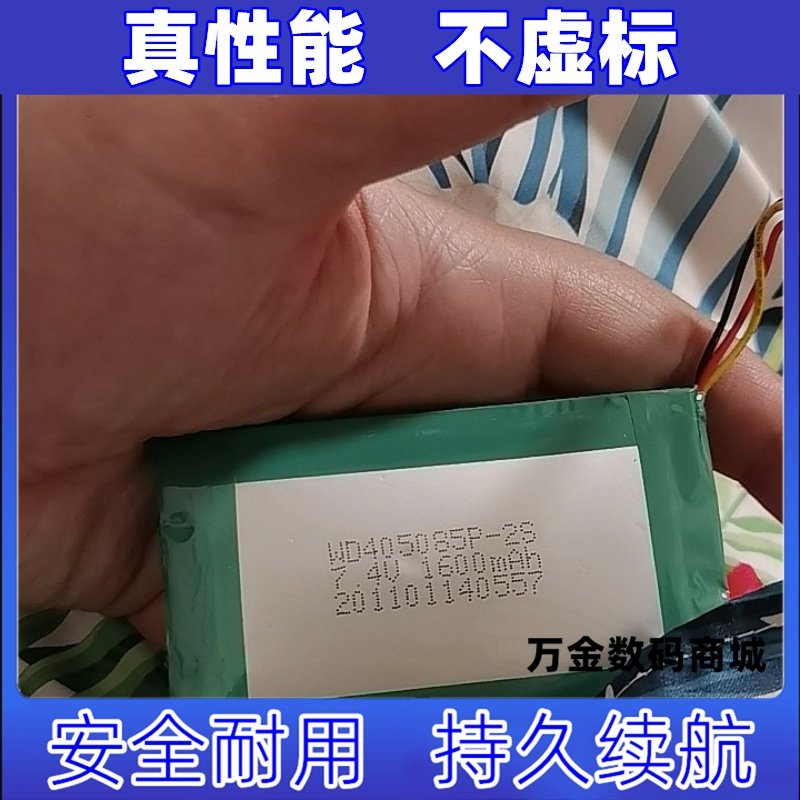 真性能 不虚标
WD405085P-2S
7.4V 1600mAh
201101140557
万金数码商城
安全耐用 持久续航